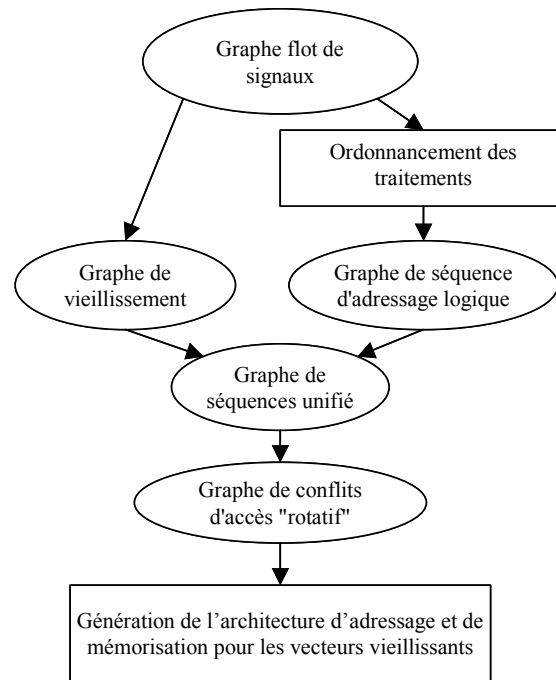 Graphe flot de
signaux
Ordonnancement des
traitements
Graphe de
vieillissement
Graphe de séquence
d'adressage logique
Graphe de
séquences unifié
Graphe de conflits
d'accès "rotatif"
Génération de l’architecture d’adressage et de
mémorisation pour les vecteurs vieillissants